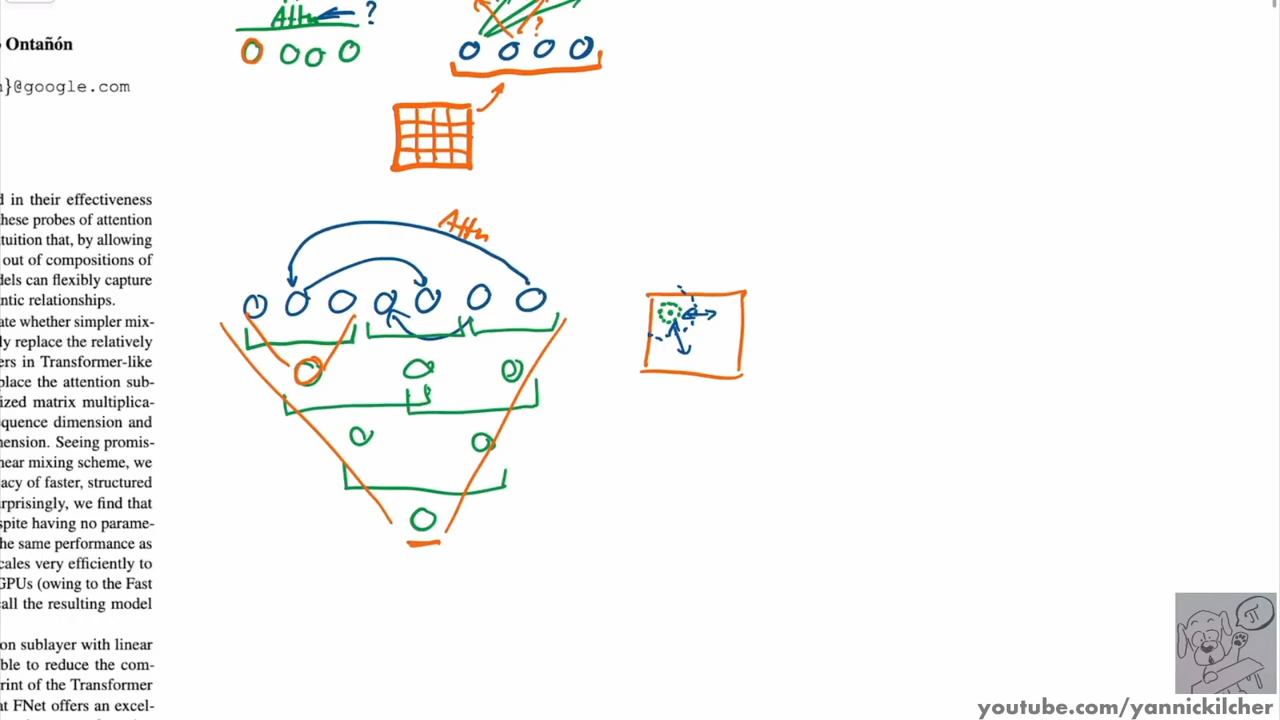 Attn
?
Ontañón
?
n}@google.com
d in their effectiveness
these probes of attention
tuition that, by allowing
out of compositions of
dels can flexibly capture
ntic relationships.
ate whether simpler mix-
ly replace the relatively
ers in Transformer-like
place the attention sub-
ized matrix multiplica-
quence dimension and
mension. Seeing promis-
near mixing scheme, we
acy of faster, structured
rprisingly, we find that
spite having no parame-
he same performance as
cales very efficiently to
GPUs (owing to the Fast
call the resulting model
on sublayer with linear
ble to reduce the com-
rint of the Transformer
at FNet offers an excel-
Attn
π
youtube.com/yannickilcher